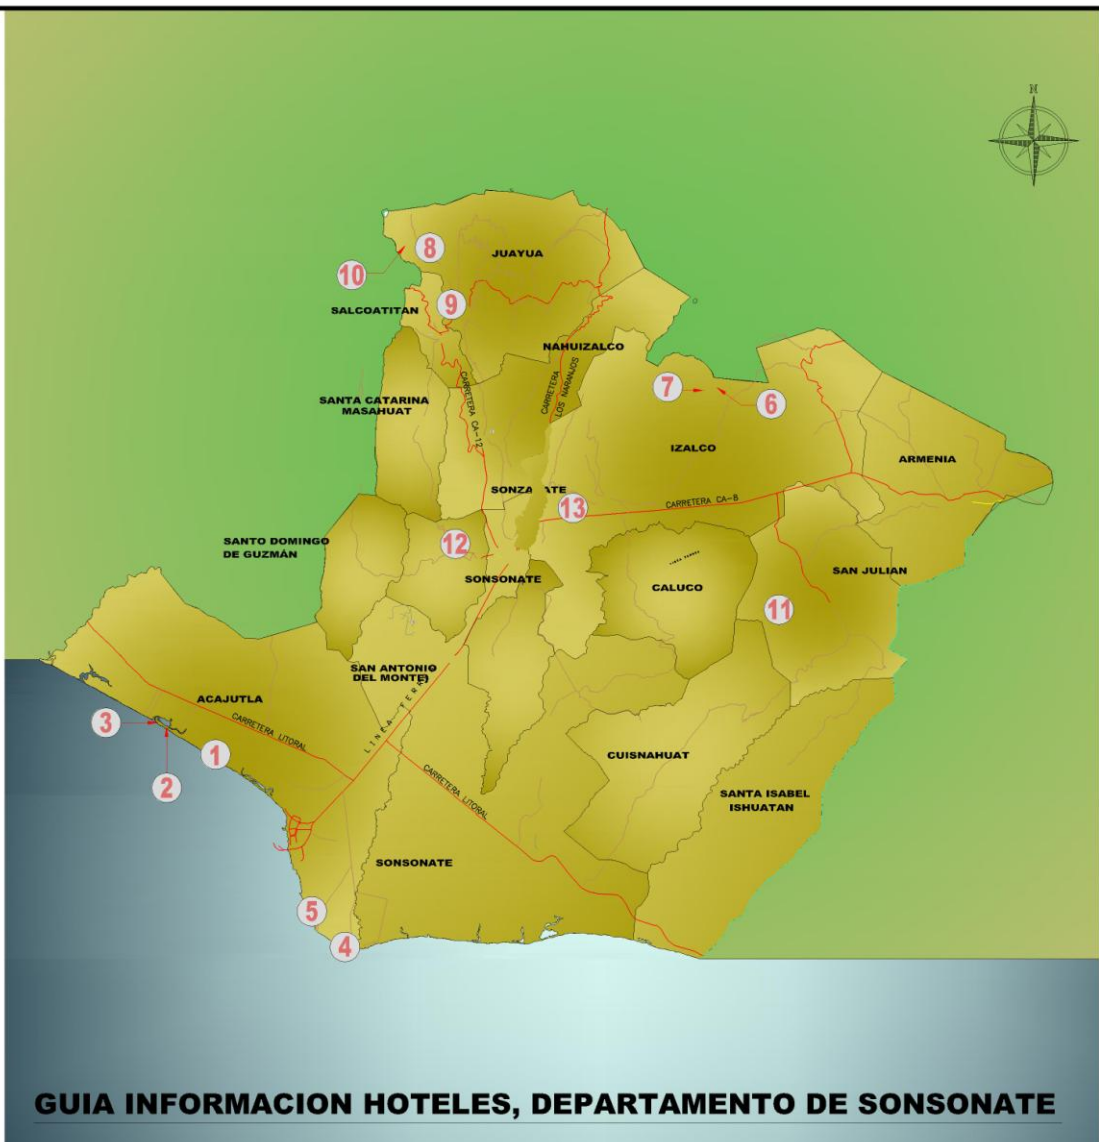 N
8
JUAYUA
10
9
SALCOATITAN
NAHUIZALCO
7
6
CARRETERA
LOS NARANJOS
CARRETERA CA-12
SANTA CATARINA
MASAHUAT
IZALCO
ARMENIA
SONZA TE
CARRETERA CA-8
13
12
SANTO DOMINGO
DE GUZMÁN
SONSONATE
CALUCO
SAN JULIAN
11
SAN ANTONIO
DEL MONTE
LINEA FERR
ACAJUTLA
CARRETERA LITORAL
3
1
2
CUISNAHUAT
CARRETERA LITORAL
SANTA ISABEL
ISHUATAN
SONSONATE
5
4
GUIA INFORMACION HOTELES, DEPARTAMENTO DE SONSONATE